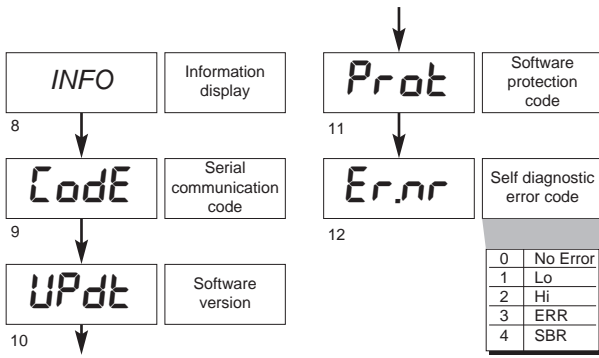 INFO
Information
display
8
CodE
Serial
communication
code
9
UPdt
Software
version
10
Prot
Software
protection
code
11
Er.nr
Self diagnostic
error code
12
0 No Error
1 Lo
2 Hi
3 ERR
4 SBR